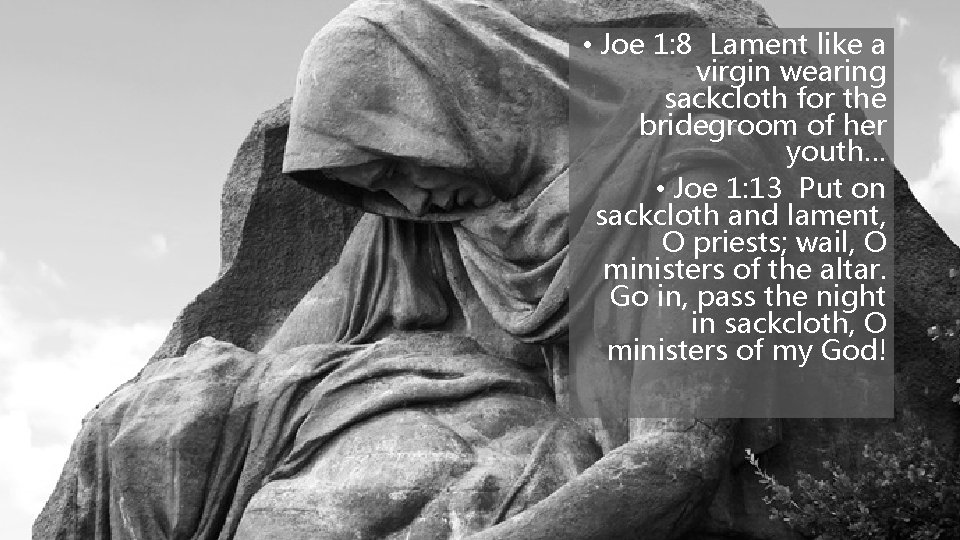 • Joe 1:8 Lament like a
virgin wearing
sackcloth for the
bridegroom of her
youth...
• Joe 1:13 Put on
sackcloth and lament,
O priests; wail, O
ministers of the altar.
Go in, pass the night
in sackcloth, O
ministers of my God!